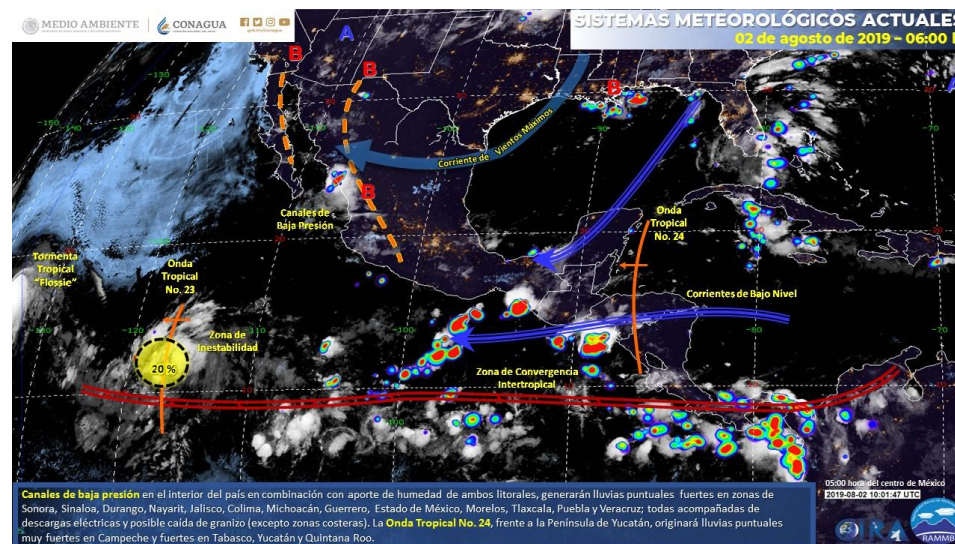 MEDIO AMBIENTE
CONAGUA
SISTEMAS METEOROLÓGICOS ACTUALES
02 de agosto de 2019 – 06:00 h
A
B
B
B
B
Corriente de Vientos Máximos
Canales de
Baja Presión
Onda
Tropical
No. 24
Tormenta
Tropical
"Flossie"
Onda
Tropical
No. 23
Corrientes de Bajo Nivel
Zona de
Inestabilidad
20 %
Zona de Convergencia
Intertropical
Canales de baja presión en el interior del país en combinación con aporte de humedad de ambos litorales, generarán lluvias puntuales fuertes en zonas de
Sonora, Sinaloa, Durango, Nayarit, Jalisco, Colima, Michoacán, Guerrero, Estado de México, Morelos, Tlaxcala, Puebla y Veracruz; todas acompañadas de
descargas eléctricas y posible caída de granizo (excepto zonas costeras). La Onda Tropical No. 24, frente a la Península de Yucatán, originará lluvias puntuales
muy fuertes en Campeche y fuertes en Tabasco, Yucatán y Quintana Roo.
05:00 hora del centro de México
2019-08-02 10:01:47 UTC
CIRA
RAMMB